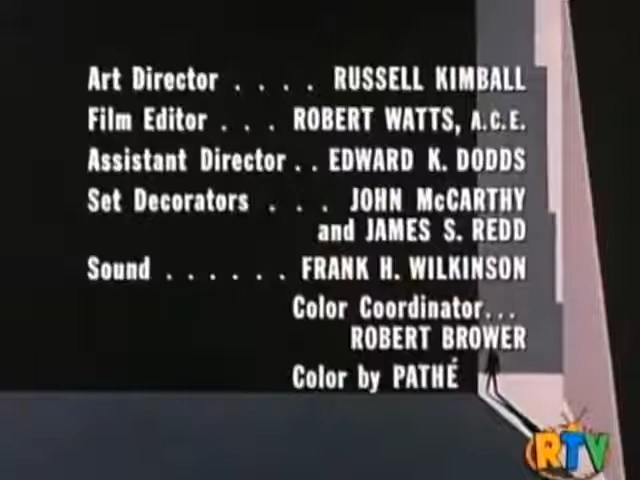 Art Director . . . . RUSSELL KIMBALL
Film Editor . . . ROBERT WATTS, A.C.E.
Assistant Director . . EDWARD K. DODDS
Set Decorators . . . JOHN McCARTHY
and JAMES S. REDD
Sound . . . . . . FRANK H. WILKINSON
Color Coordinator...
ROBERT BROWER
Color by PATHÉ
RTV